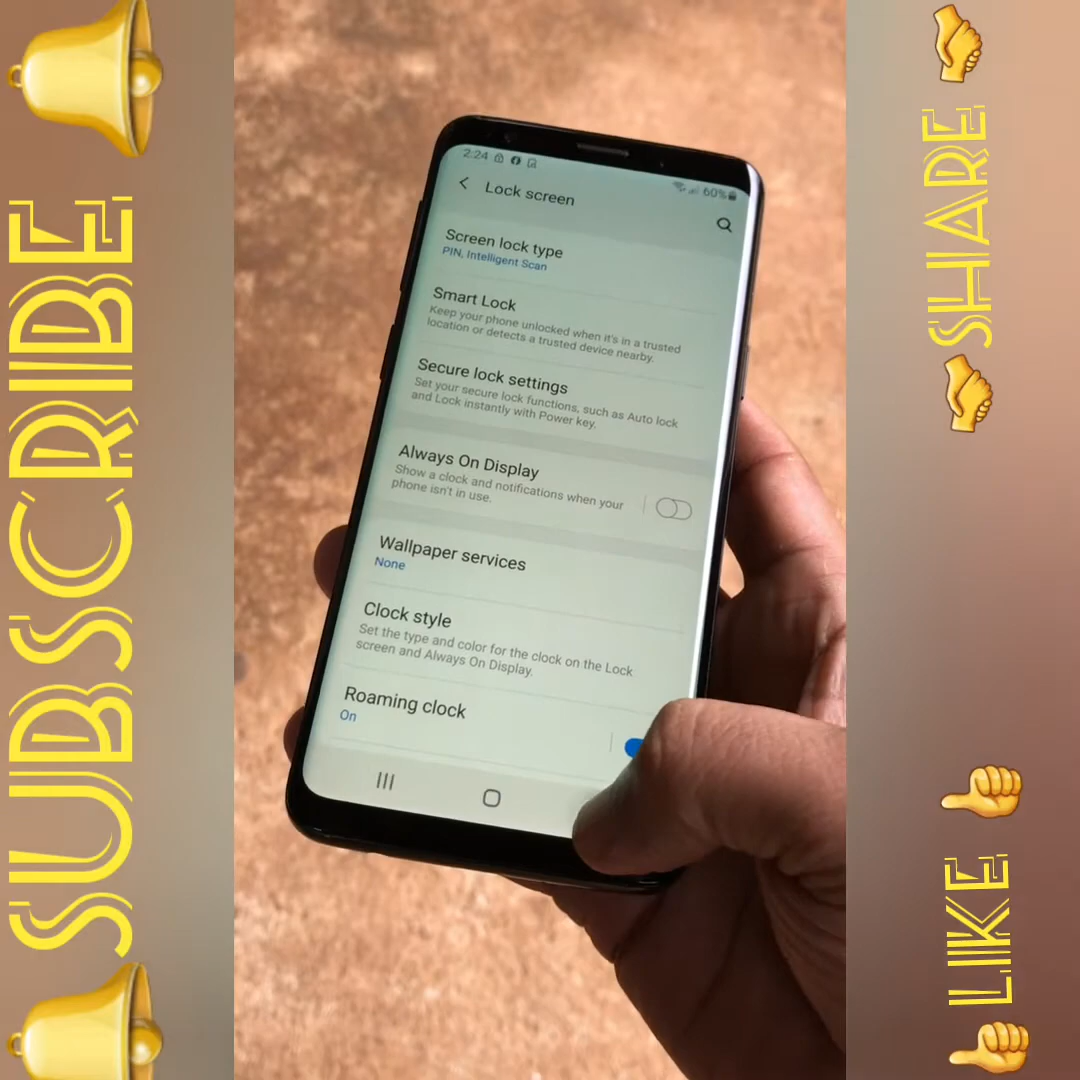 SUBSCRIBE
2:24
60%
Lock screen
Screen lock type
PIN, Intelligent Scan
Smart Lock
Keep your phone unlocked when it's in a trusted
location or detects a trusted device nearby.
Secure lock settings
Set your secure lock functions, such as Auto lock
and Lock instantly with Power key.
Always On Display
Show a clock and notifications when your
phone isn't in use.
Wallpaper services
None
Clock style
Set the type and color for the clock on the Lock
screen and Always On Display.
Roaming clock
On
SHARE
LIKE